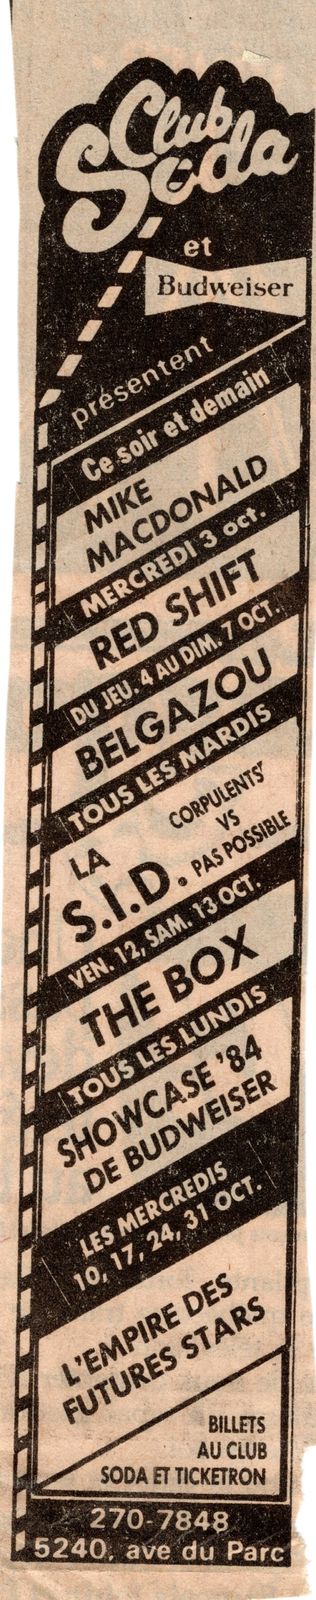 Club
Soda
et
Budweiser
présentent
Ce soir et demain
MIKE
MACDONALD
MERCREDI 3 oct.
RED SHIFT
DU JEU. 4 AU DIM. 7 OCT.
BELGAZOU
TOUS LES MARDIS
LA
S.I.D.
CORPULENTS
VS
PAS POSSIBLE
VEN. 12, SAM. 13 OCT.
THE BOX
TOUS LES LUNDIS
SHOWCASE '84
DE BUDWEISER
LES MERCREDIS
10, 17, 24, 31 OCT.
L'EMPIRE DES
FUTURES STARS
BILLETS
AU CLUB
SODA ET TICKETRON
270-7848
5240, ave du Parc